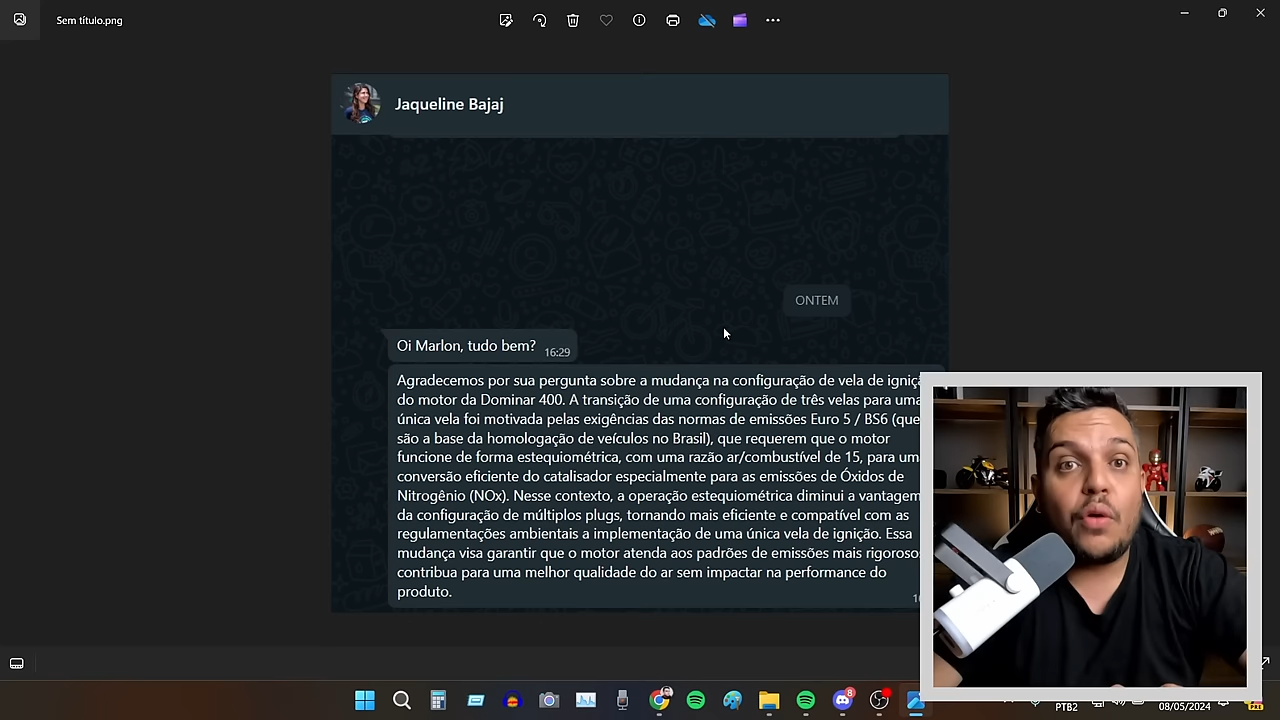 Sem título.png
Jaqueline Bajaj
ONTEM
Oi Marlon, tudo bem?
16:29
Agradecemos por sua pergunta sobre a mudança na configuração de vela de
do motor da Dominar 400. A transição de uma configuração de três velas para
única vela foi motivada pelas exigências das normas de emissões Euro 5 / BS6 (que
são a base da homologação de veículos no Brasil), que requerem que o motor
funcione de forma estequiométrica, com uma razão ar/combustível de 15, para
conversão eficiente do catalisador especialmente para as emissões de Óxidos de
Nitrogênio (NOx). Nesse contexto, a operação estequiométrica diminui a vantagem
da configuração de múltiplos plugs, tornando mais eficiente e compatível com as
regulamentações ambientais a implementação de uma única vela de ignição. Essa
mudança visa garantir que o motor atenda aos padrões de emissões mais
contribua para uma melhor qualidade do ar sem impactar na performance do
produto.
8
PTB2
08/05/2024
PRE